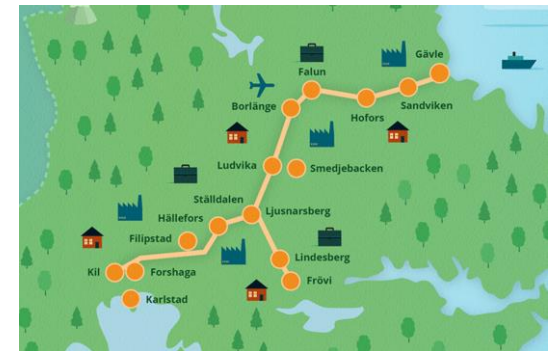 Gävle
Falun
Borlänge
Sandviken
Hofors
Ludvika
Smedjebacken
Ställdalen
Ljusnarsberg
Hällefors
Filipstad
Lindesberg
Kil
Forshaga
Frövi
Karlstad